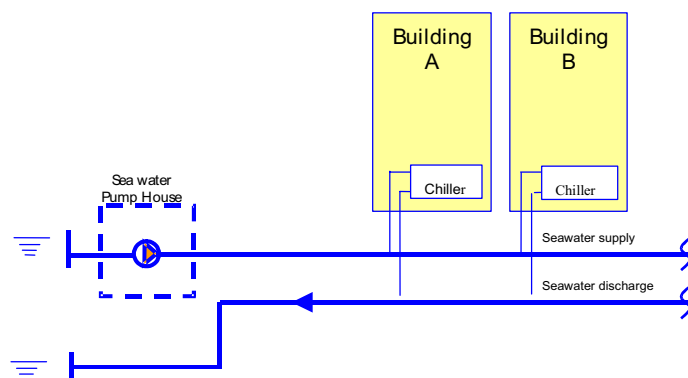 Building
A
Building
B
Sea water
Pump House
Chiller
Chiller
Seawater supply
Seawater discharge